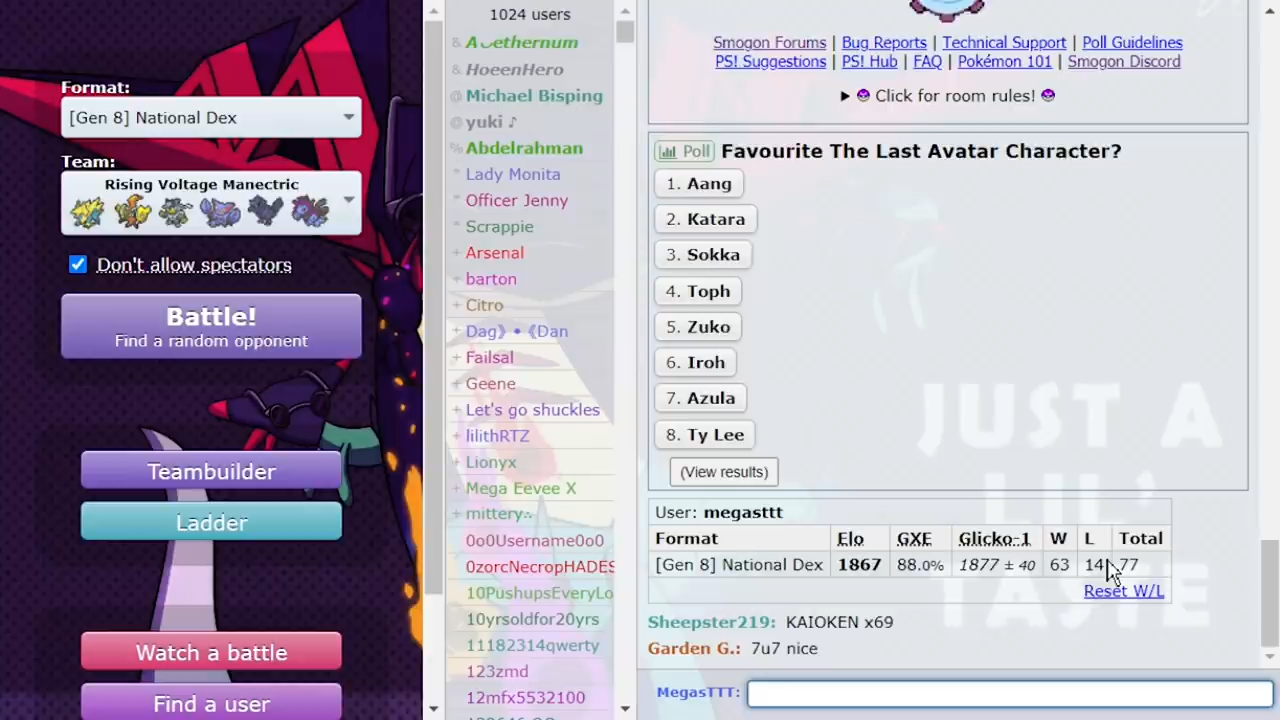 Format:
[Gen 8] National Dex
Team:
Rising Voltage Manectric
Don't allow spectators
Battle!
Find a random opponent
Teambuilder
Ladder
Watch a battle
Find a user
1024 users
& HoeenHero
@ Michael Bisping
@ yuki ♪
% Abdelrahman
* Lady Monita
* Officer Jenny
* Scrappie
+ Arsenal
+ barton
+ Citro
+ Dag》 • 《Dan
+ Failsal
+ Geene
+ Let's go shuckles
+ lilithRTZ
+ Lionyx
+ Mega Eevee X
+ mittery∴
0o0Username0o0
0zorcNecropHADES
10PushupsEveryLo
10yrsoldfor20yrs
11182314qwerty
123zmd
12mfx5532100
Smogon Forums | Bug Reports | Technical Support | Poll Guidelines
PS! Suggestions | PS! Hub | FAQ | Pokémon 101 | Smogon Discord
► Click for room rules!
Poll Favourite The Last Avatar Character?
1. Aang
2. Katara
3. Sokka
4. Toph
5. Zuko
6. Iroh
7. Azula
8. Ty Lee
(View results)
User: megasttt
Format Elo GXE Glicko-1 W L Total
[Gen 8] National Dex 1867 88.0% 1877 ± 40 63 14 77
Reset W/L
Sheepster219: KAIOKEN x69
Garden G.: 7u7 nice
MegasTTT:
JUST A
LIL'
TASTE